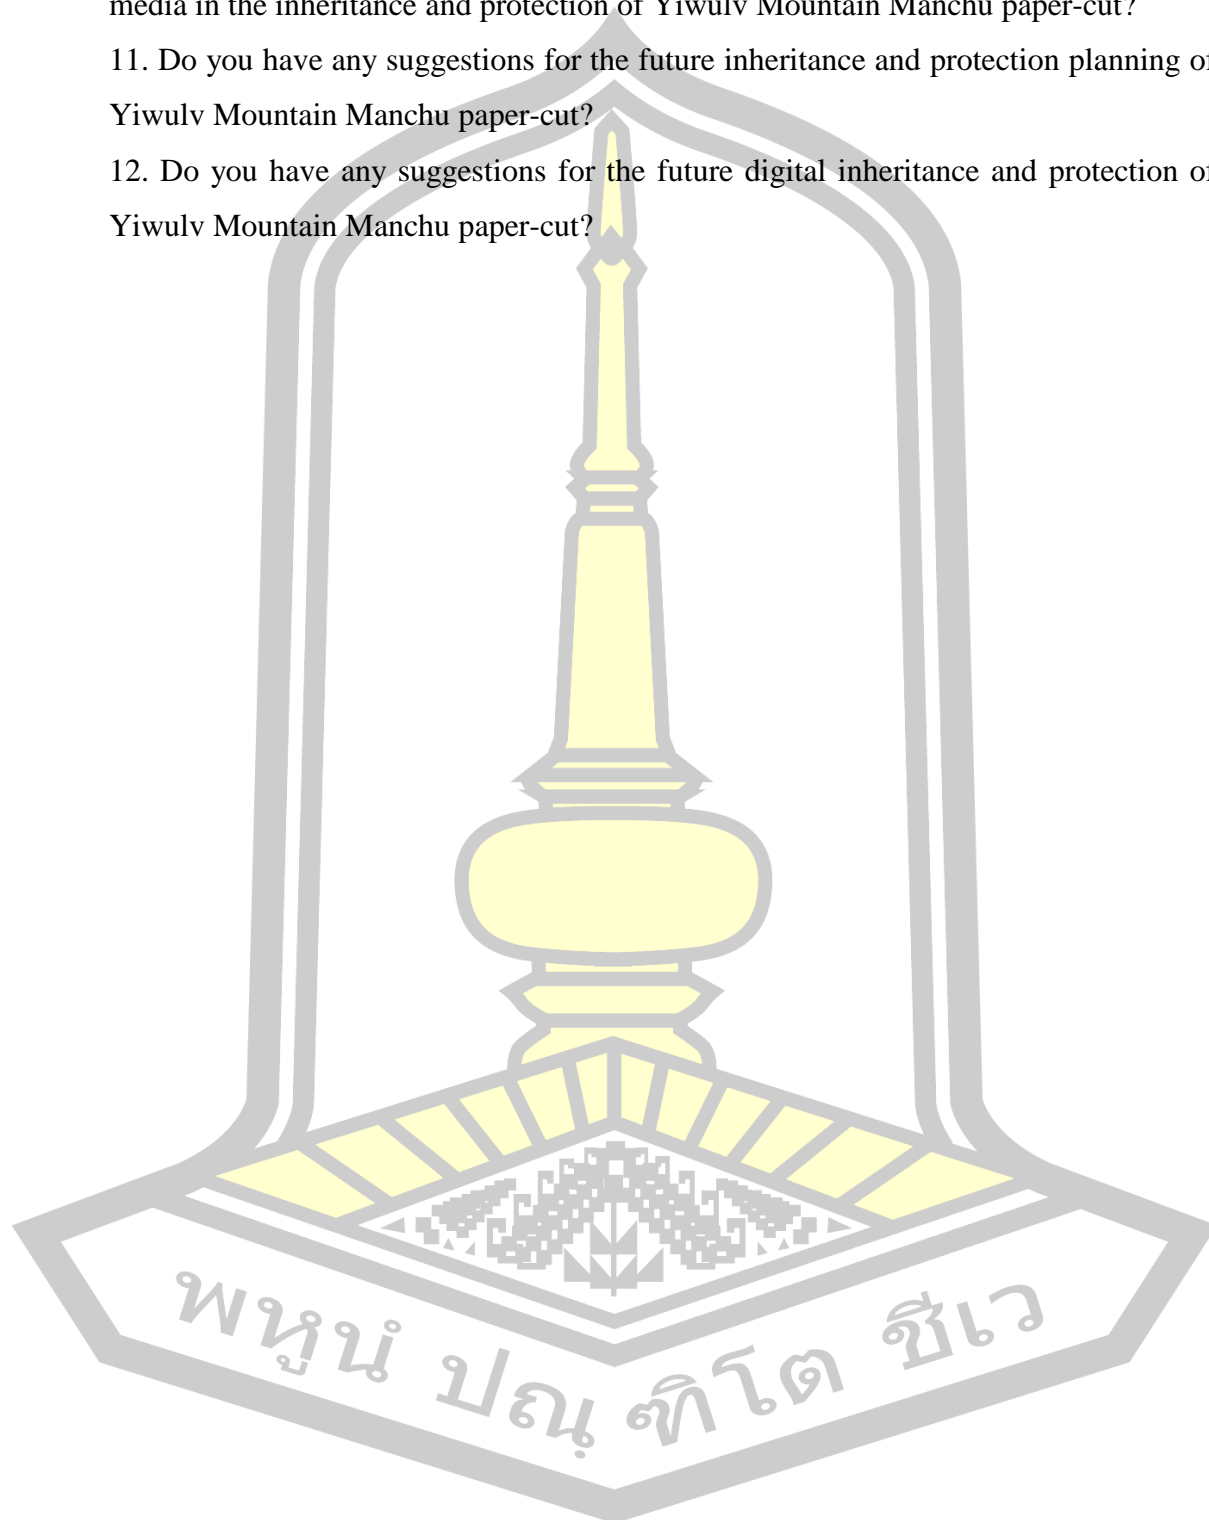 media in the inheritance and protection of Yiwulv Mountain Manchu paper-cut?
11. Do you have any suggestions for the future inheritance and protection planning of
Yiwulv Mountain Manchu paper-cut?
12. Do you have any suggestions for the future digital inheritance and protection of
Yiwulv Mountain Manchu paper-cut?
พหูนํ ปณฺฑิโต ชีเว